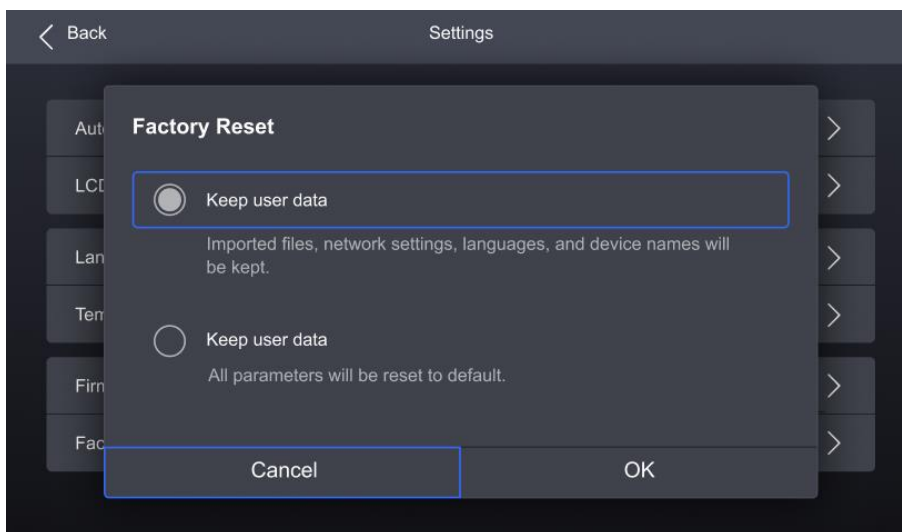 Back
Settings
Factory Reset
Keep user data
Imported files, network settings, languages, and device names will
be kept.
Keep user data
All parameters will be reset to default.
Cancel
OK